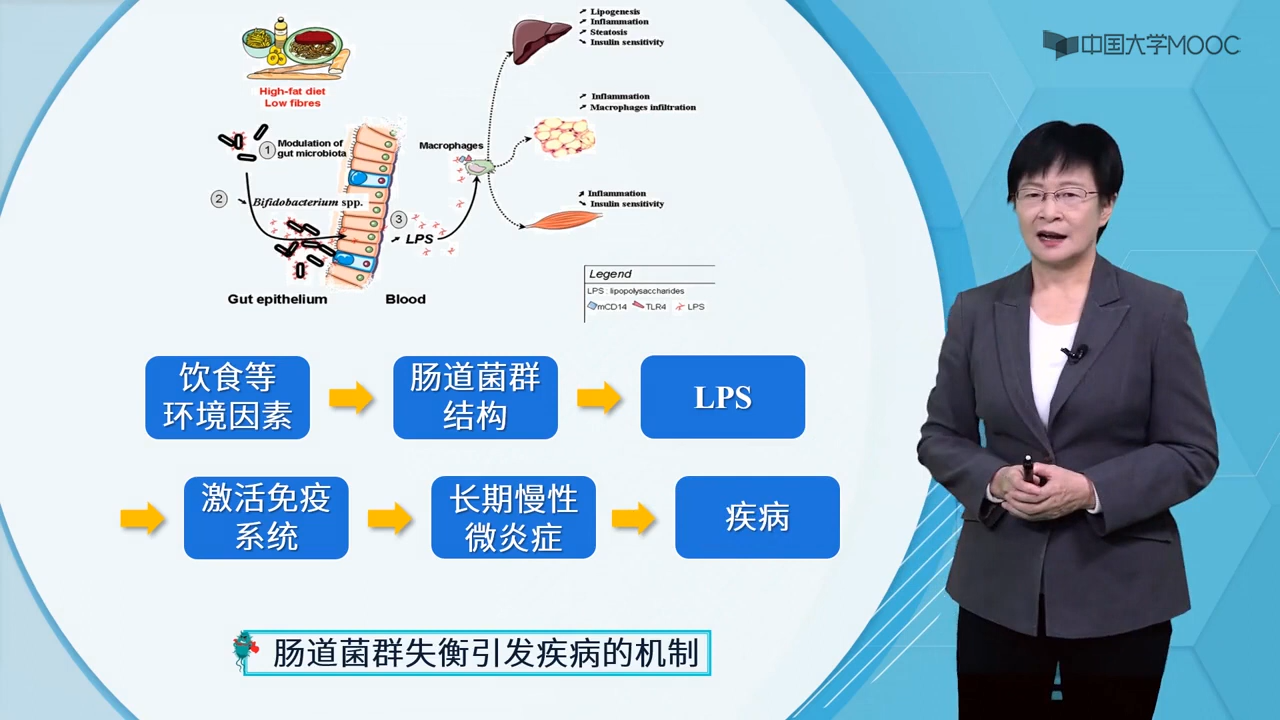 Lipogenesis
Inflammation
Steatosis
Insulin sensitivity
中国大学MOOC
High-fat diet
Low fibres
Inflammation
Macrophages infiltration
1
Modulation of
gut microbiota
Macrophages
2
Bifidobacterium spp.
3
LPS
Inflammation
Insulin sensitivity
Gut epithelium
Blood
Legend
LPS : lipopolysaccharides
mCD14 TLR4 LPS
饮食等
环境因素
肠道菌群
结构
LPS
激活免疫
系统
长期慢性
微炎症
疾病
肠道菌群失衡引发疾病的机制